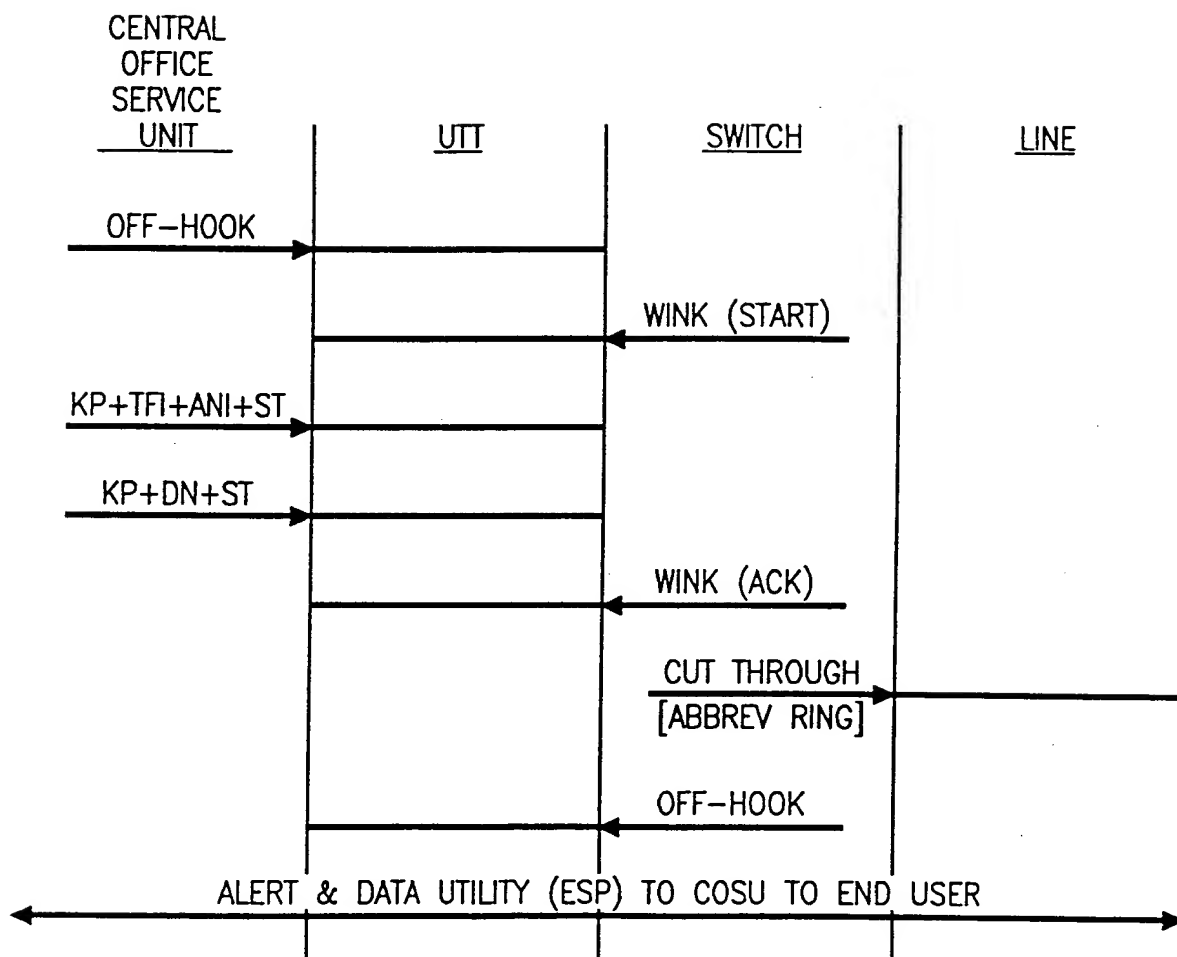 CENTRAL
OFFICE
SERVICE
UNIT
UTT
SWITCH
LINE
OFF-HOOK
WINK (START)
KP+TFI+ANI+ST
KP+DN+ST
WINK (ACK)
CUT THROUGH
[ABBREV RING]
OFF-HOOK
ALERT & DATA UTILITY (ESP) TO COSU TO END USER